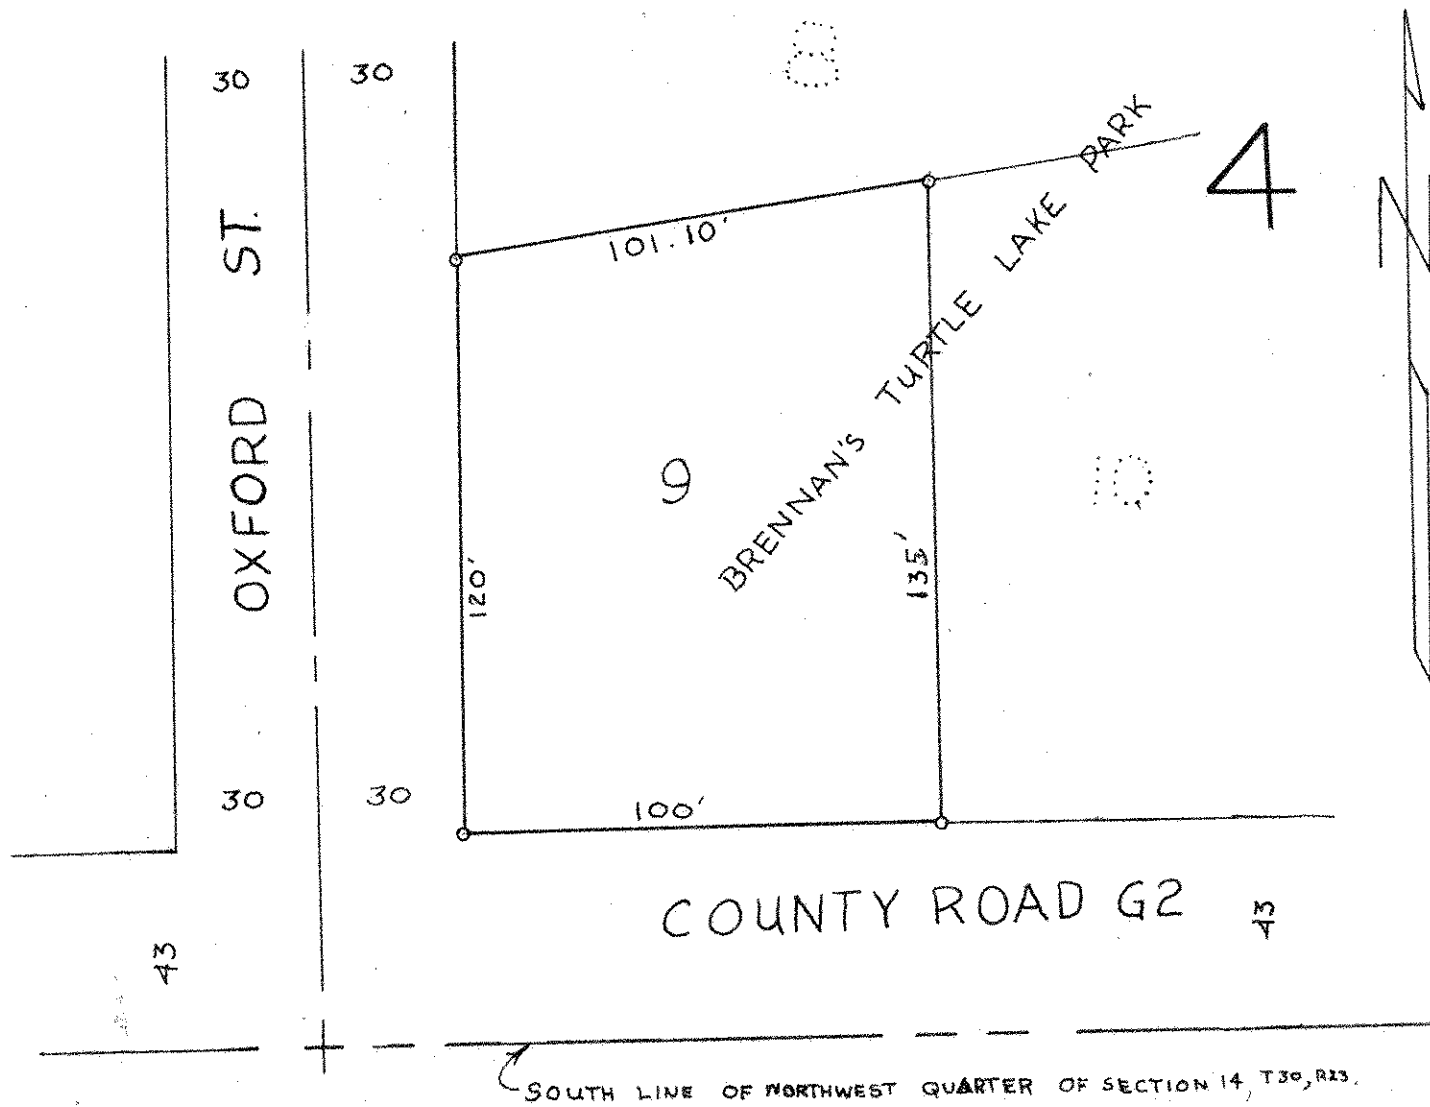 30
30
8
4
N
OXFORD ST.
101.10'
BRENNAN'S TURTLE LAKE PARK
9
10
120'
135'
30
30
100'
COUNTY ROAD G2
43
43
SOUTH LINE OF NORTHWEST QUARTER OF SECTION 14, T30, R23.